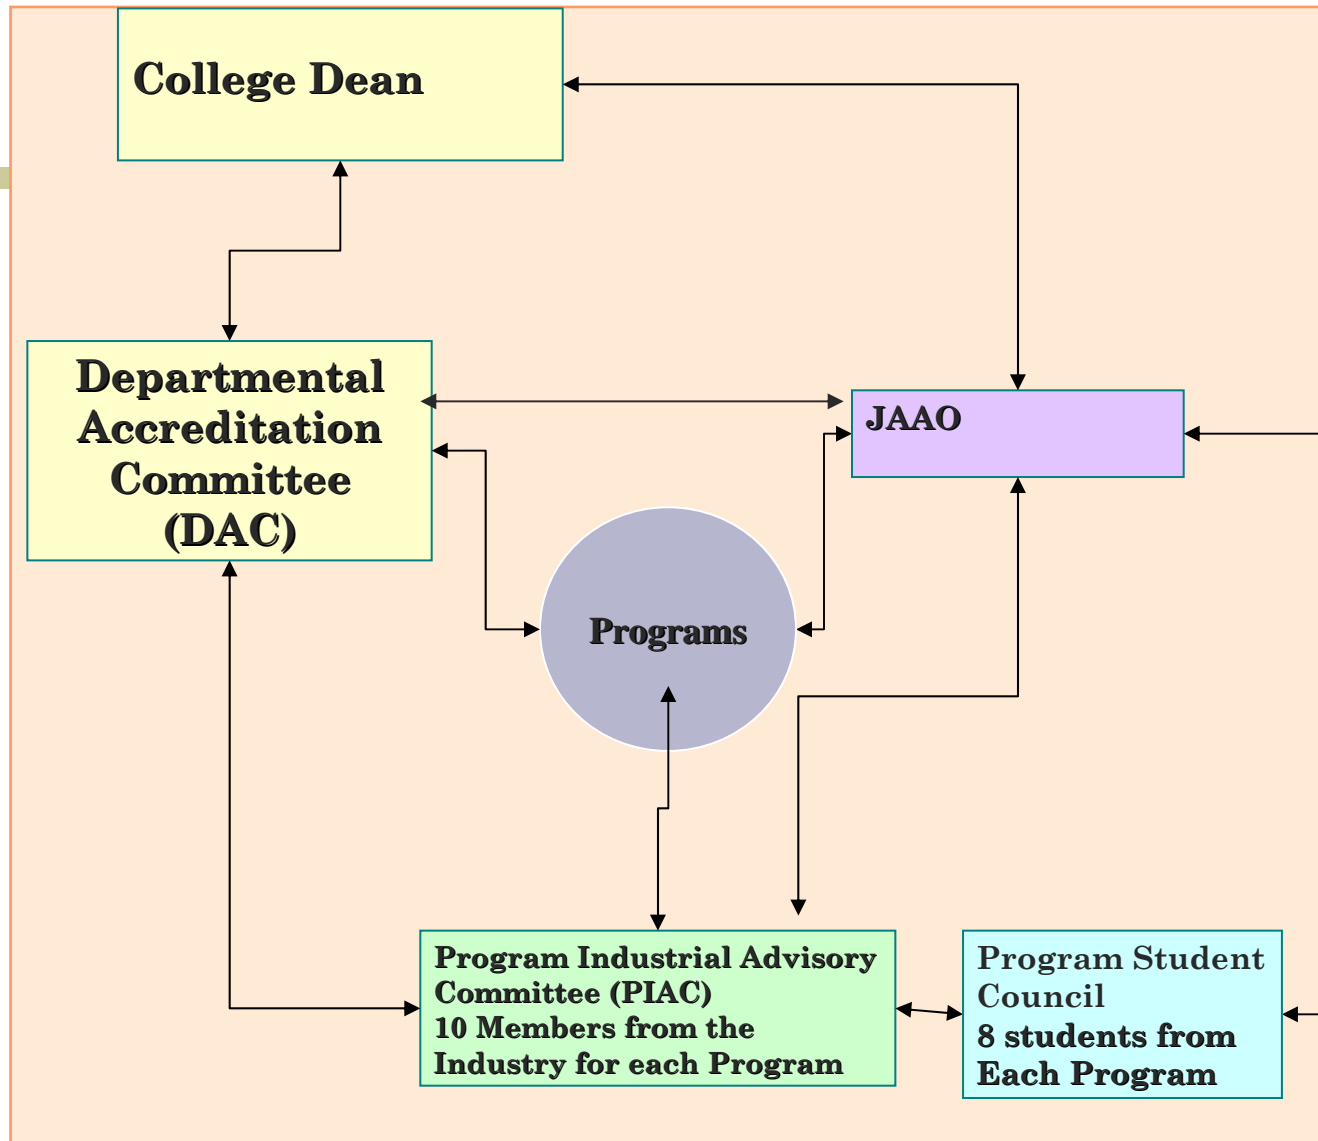 College Dean
Departmental
Accreditation
Committee
(DAC)
JAAO
Programs
Program Industrial Advisory
Committee (PIAC)
10 Members from the
Industry for each Program
Program Student
Council
8 students from
Each Program